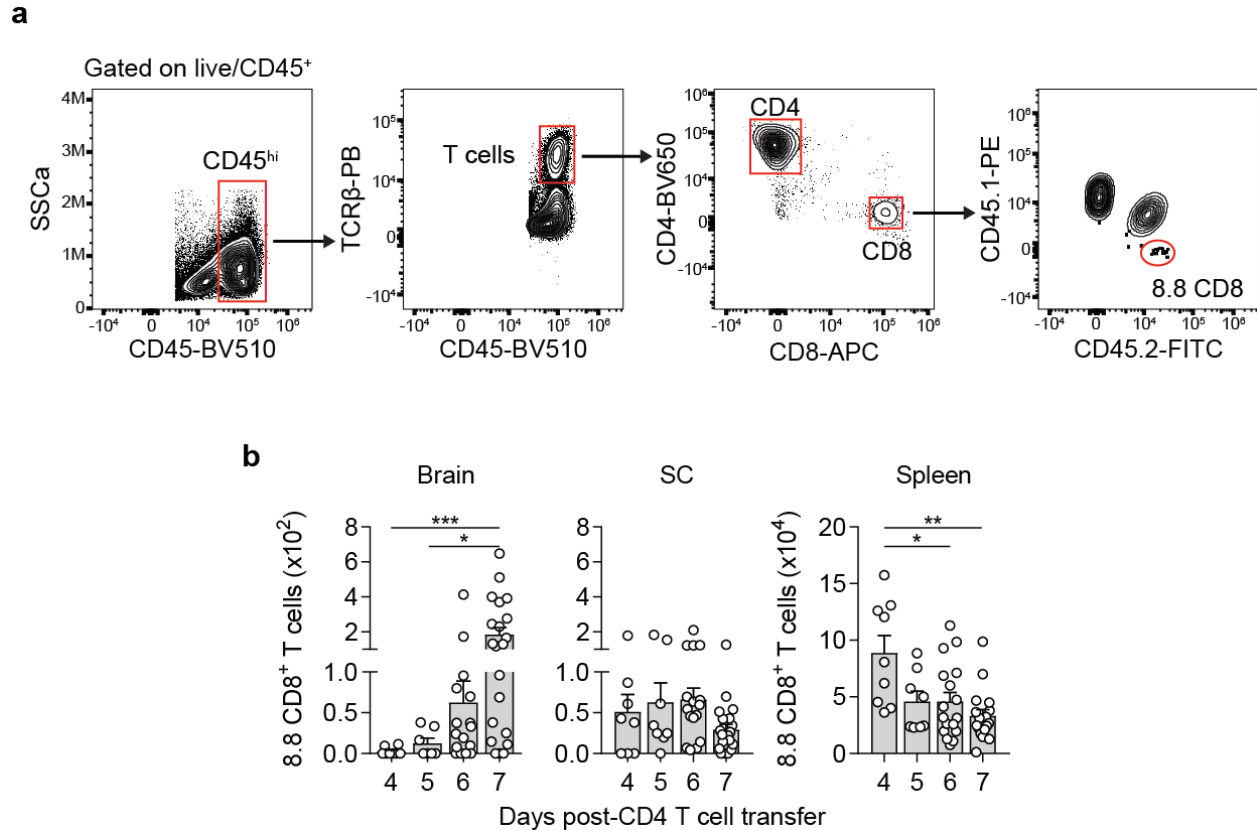 a
Gated on live/CD45⁺
4M
3M
2M
1M
0
SSCa
CD45ʰⁱ
-10⁴ 0 10⁴ 10⁵ 10⁶
CD45-BV510
10⁵
10⁴
0
-10⁴
TCRβ-PB
T cells
-10⁴ 0 10⁴ 10⁵ 10⁶
CD45-BV510
10⁶
10⁵
10⁴
0
-10⁴
CD4-BV650
CD4
CD8
-10⁴ 0 10⁴ 10⁵ 10⁶
CD8-APC
10⁶
10⁵
10⁴
0
-10⁴
CD45.1-PE
8.8 CD8
-10⁴ 0 10⁴ 10⁵ 10⁶
CD45.2-FITC
b
Brain
8.8 CD8⁺ T cells (x10²)
8
6
4
2
1.0
0.5
0.0
***
*
4 5 6 7
SC
8
6
4
2
1.0
0.5
0.0
4 5 6 7
Spleen
8.8 CD8⁺ T cells (x10⁴)
20
15
10
5
0
**
*
4 5 6 7
Days post-CD4 T cell transfer